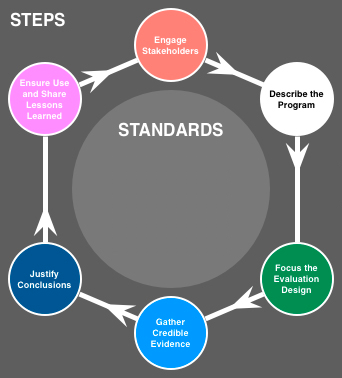 STEPS
Engage
Stakeholders
Describe the
Program
Focus the
Evaluation
Design
Gather
Credible
Evidence
Justify
Conclusions
Ensure Use
and Share
Lessons
Learned
STANDARDS